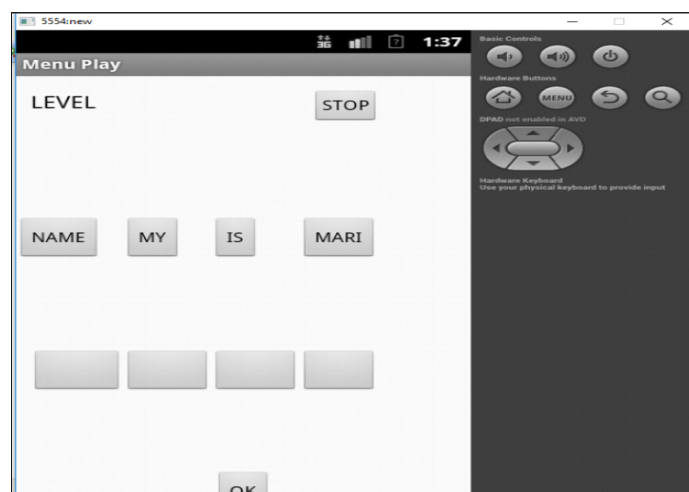 5554:new
3G 1:37
Menu Play
LEVEL STOP
NAME MY IS MARI
OK
Basic Controls
Hardware Buttons
MENU
DPAD not enabled in AVD
Hardware Keyboard
Use your physical keyboard to provide input